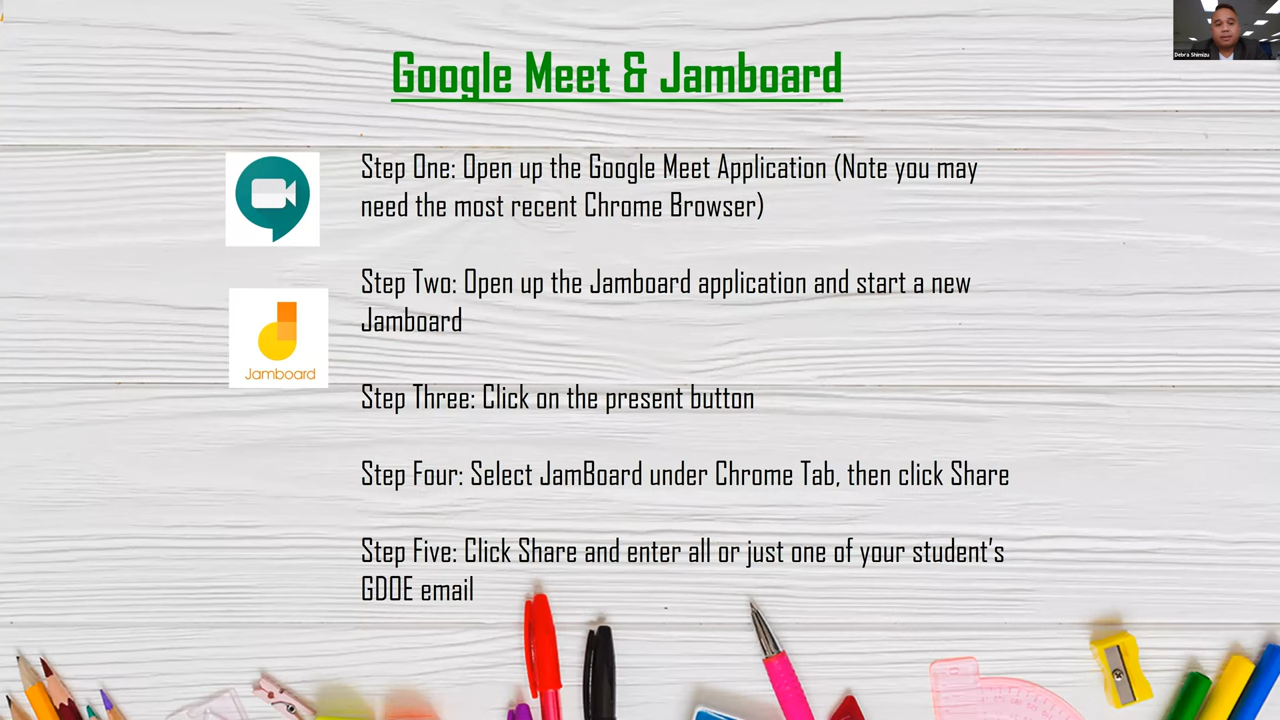 Debra Shimizu
Google Meet & Jamboard
Step One: Open up the Google Meet Application (Note you may
need the most recent Chrome Browser)
Step Two: Open up the Jamboard application and start a new
Jamboard
Jamboard
Step Three: Click on the present button
Step Four: Select JamBoard under Chrome Tab, then click Share
Step Five: Click Share and enter all or just one of your student's
GDOE email